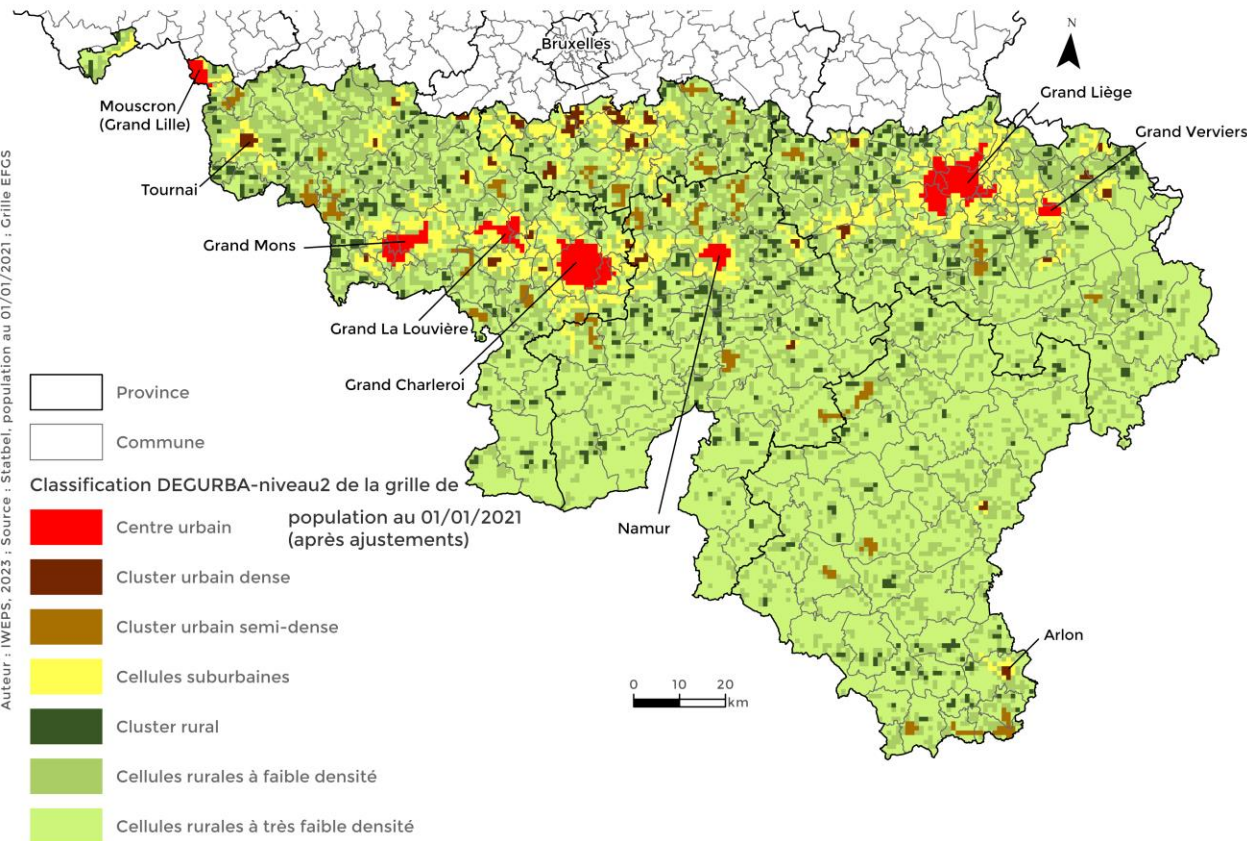 Bruxelles
N
Grand Liège
Mouscron
(Grand Lille)
Grand Verviers
Tournai
Grand Mons
Grand La Louvière
Grand Charleroi
Namur
Arlon
0 10 20
km
Province
Commune
Classification DEGURBA-niveau2 de la grille de
population au 01/01/2021
(après ajustements)
Centre urbain
Cluster urbain dense
Cluster urbain semi-dense
Cellules suburbaines
Cluster rural
Cellules rurales à faible densité
Cellules rurales à très faible densité
Auteur : IWEPS, 2023 ; Source : Statbel, population au 01/01/2021 ; Grille EFGS